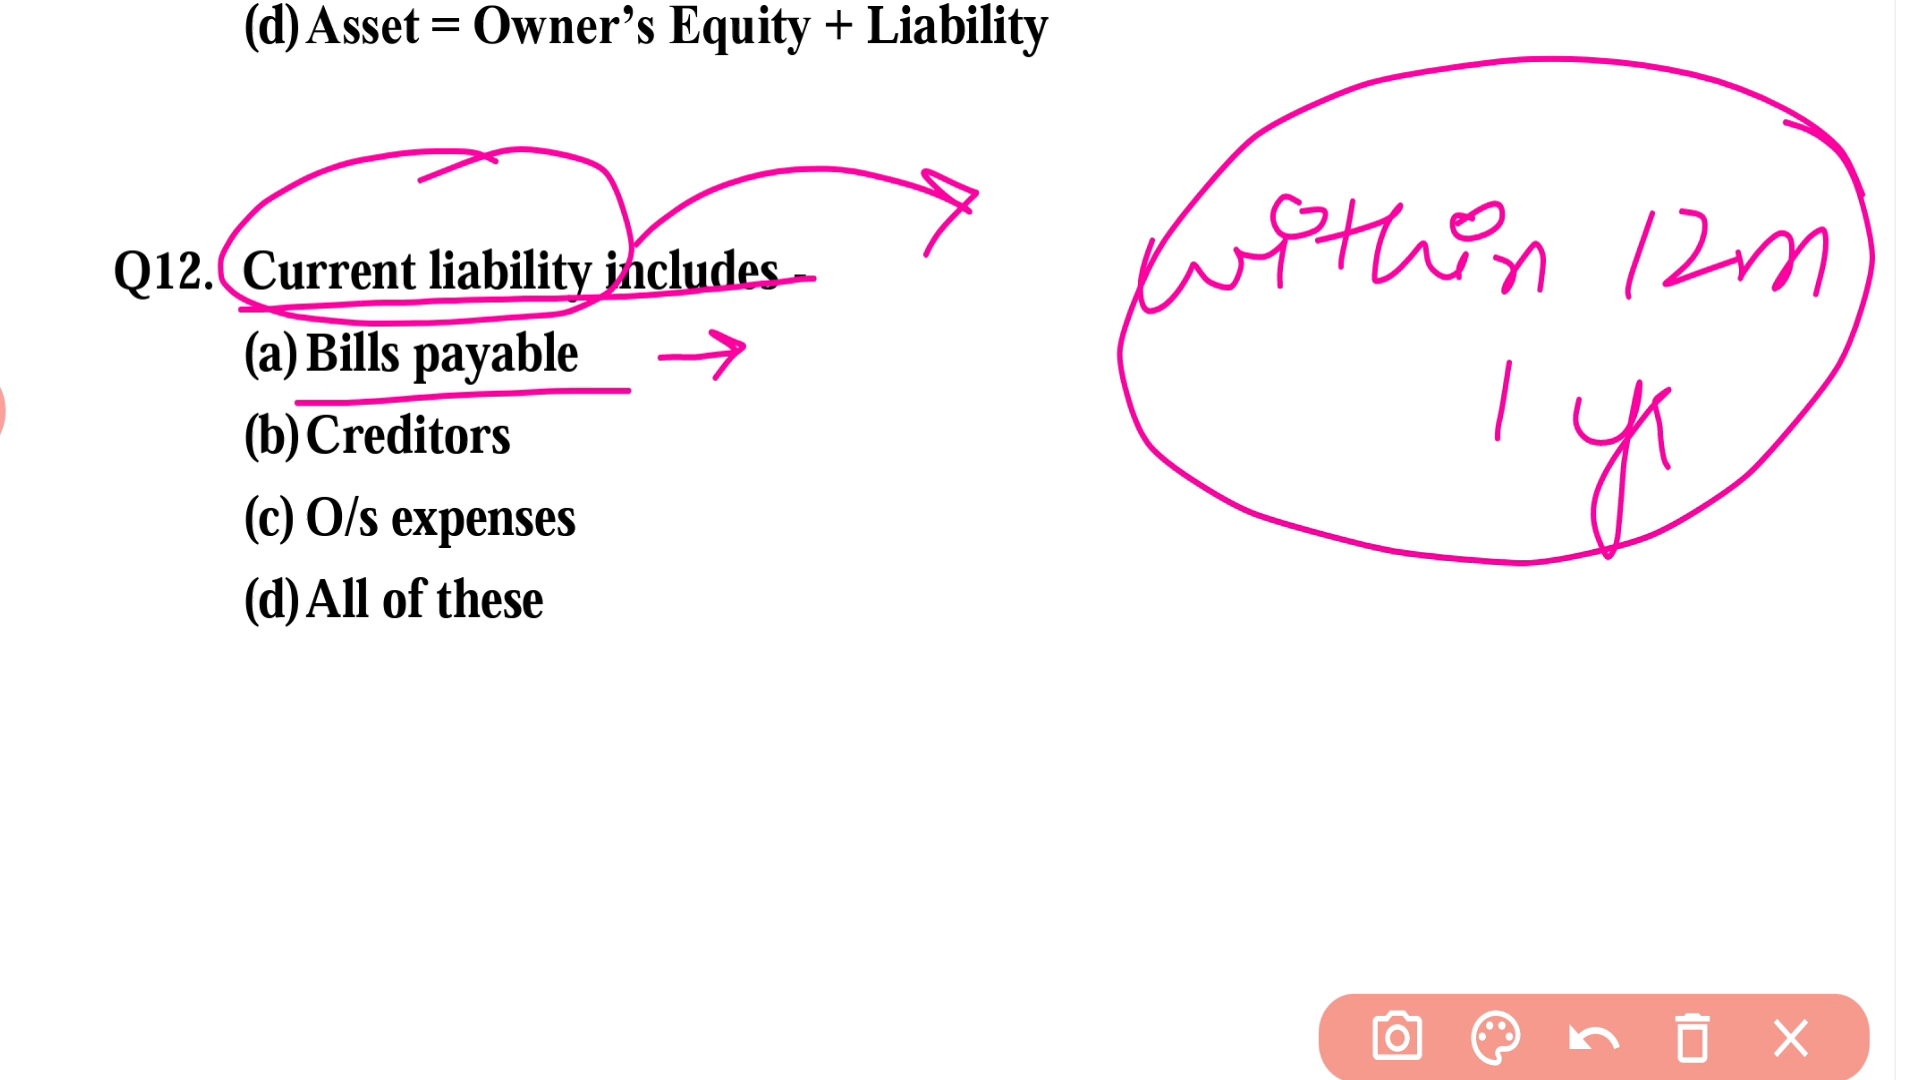 (d) Asset = Owner's Equity + Liability
Q12. Current liability includes -
(a) Bills payable
(b) Creditors
(c) O/s expenses
(d) All of these
within 12m
1 yr